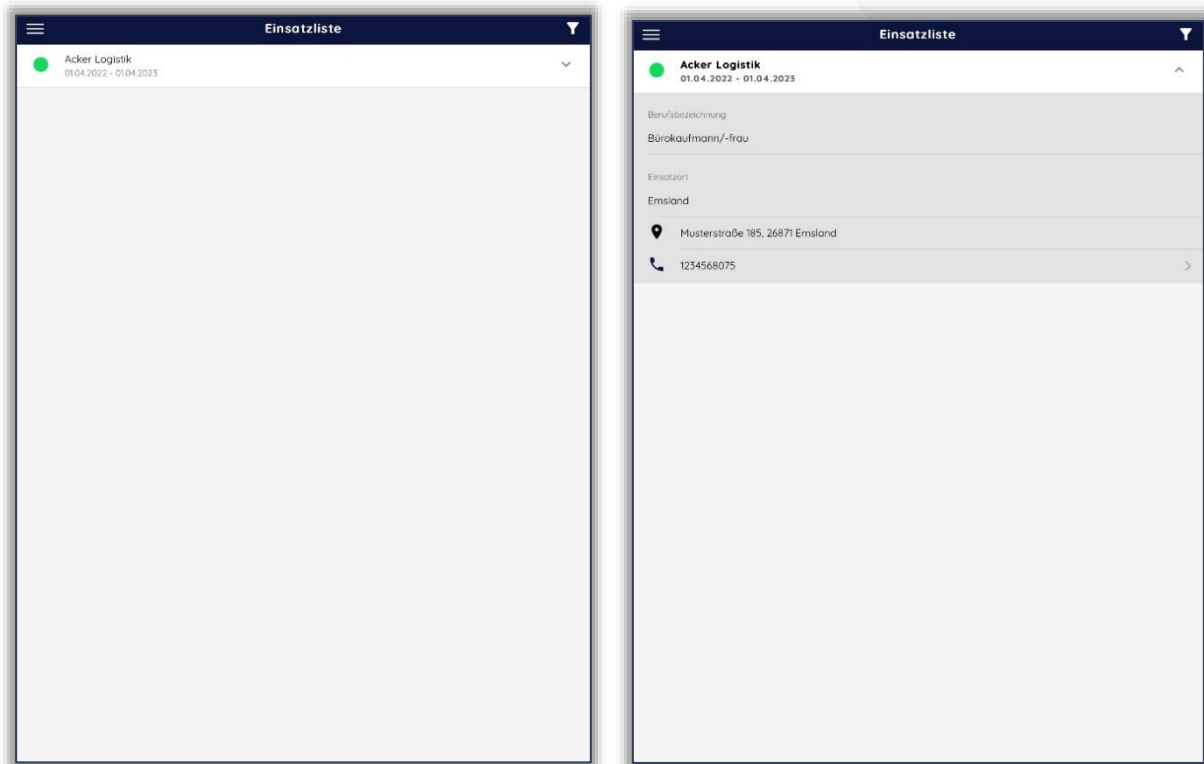 Einsatzliste
Acker Logistik
01.04.2022 - 01.04.2023
Einsatzliste
Acker Logistik
01.04.2022 - 01.04.2023
Berufsbezeichnung
Bürokaufmann/-frau
Einsatzort
Emsland
Musterstraße 185, 26871 Emsland
1234568075